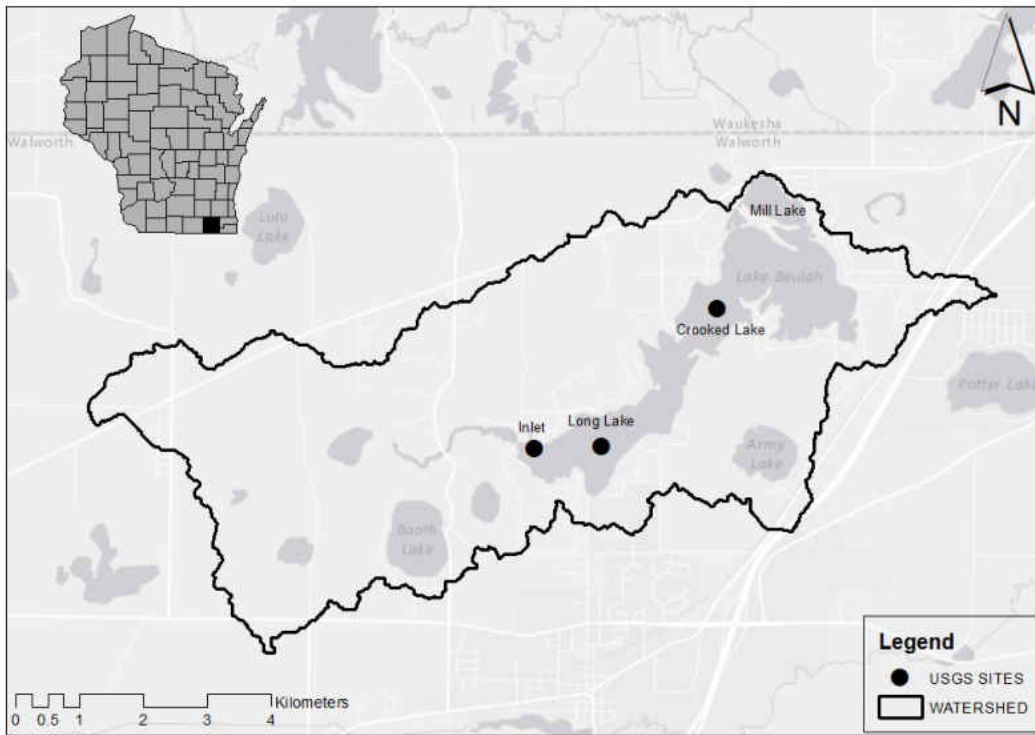 N
Waukesha
Walworth
Walworth
Mill Lake
Lulu
Lake
Lake Beulah
Crooked Lake
Potter Lake
Inlet
Long Lake
Army
Lake
Booth
Lake
Legend
USGS SITES
WATERSHED
Kilometers
0 0.5 1 2 3 4